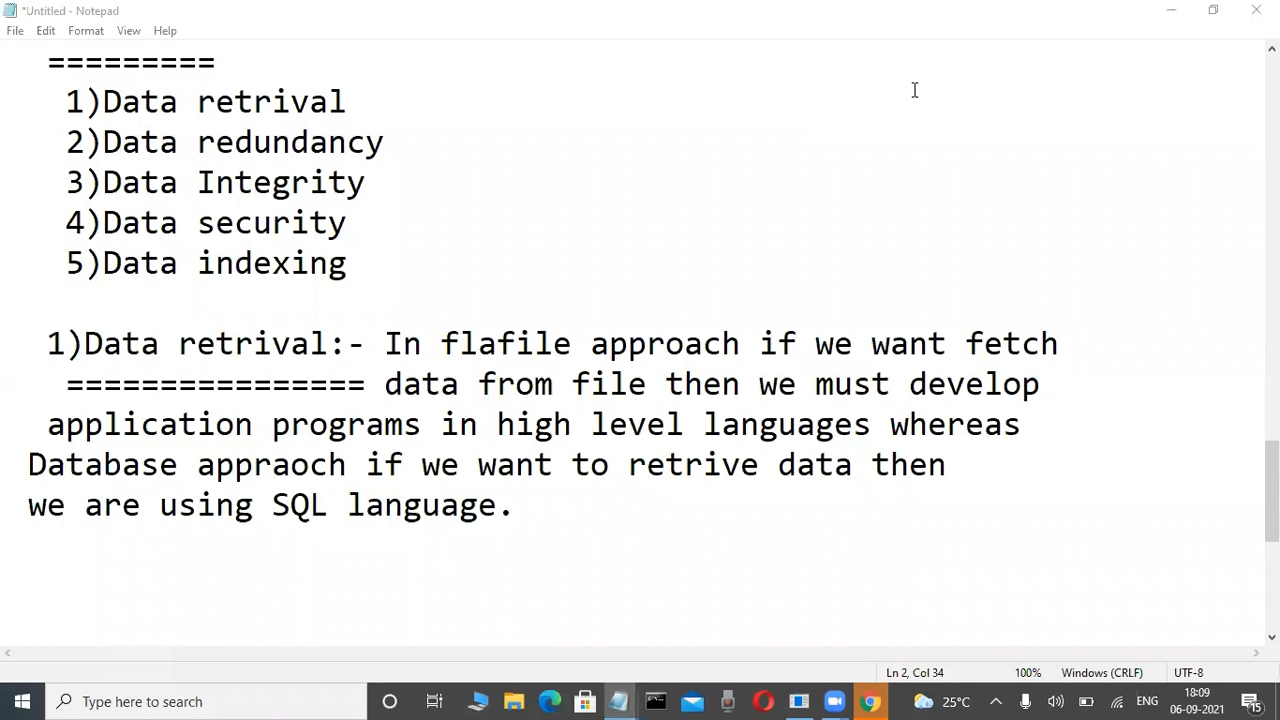 *Untitled - Notepad
File Edit Format View Help
=========
1)Data retrival
2)Data redundancy
3)Data Integrity
4)Data security
5)Data indexing
1)Data retrival:- In flafile approach if we want fetch
================ data from file then we must develop
application programs in high level languages whereas
Database appraoch if we want to retrive data then
we are using SQL language.
Ln 2, Col 34 100% Windows (CRLF) UTF-8
Type here to search 25°C ENG 18:09
06-09-2021 15